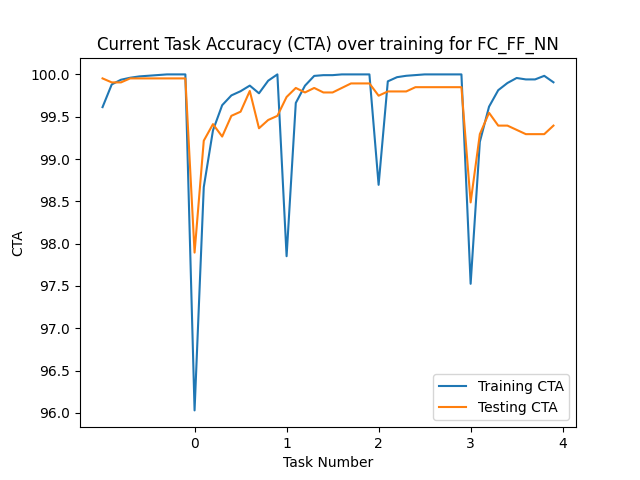 Current Task Accuracy (CTA) over training for FC_FF_NN
100.0
99.5
99.0
98.5
98.0
97.5
97.0
96.5
96.0
CTA
0 1 2 3 4
Task Number
Training CTA
Testing CTA